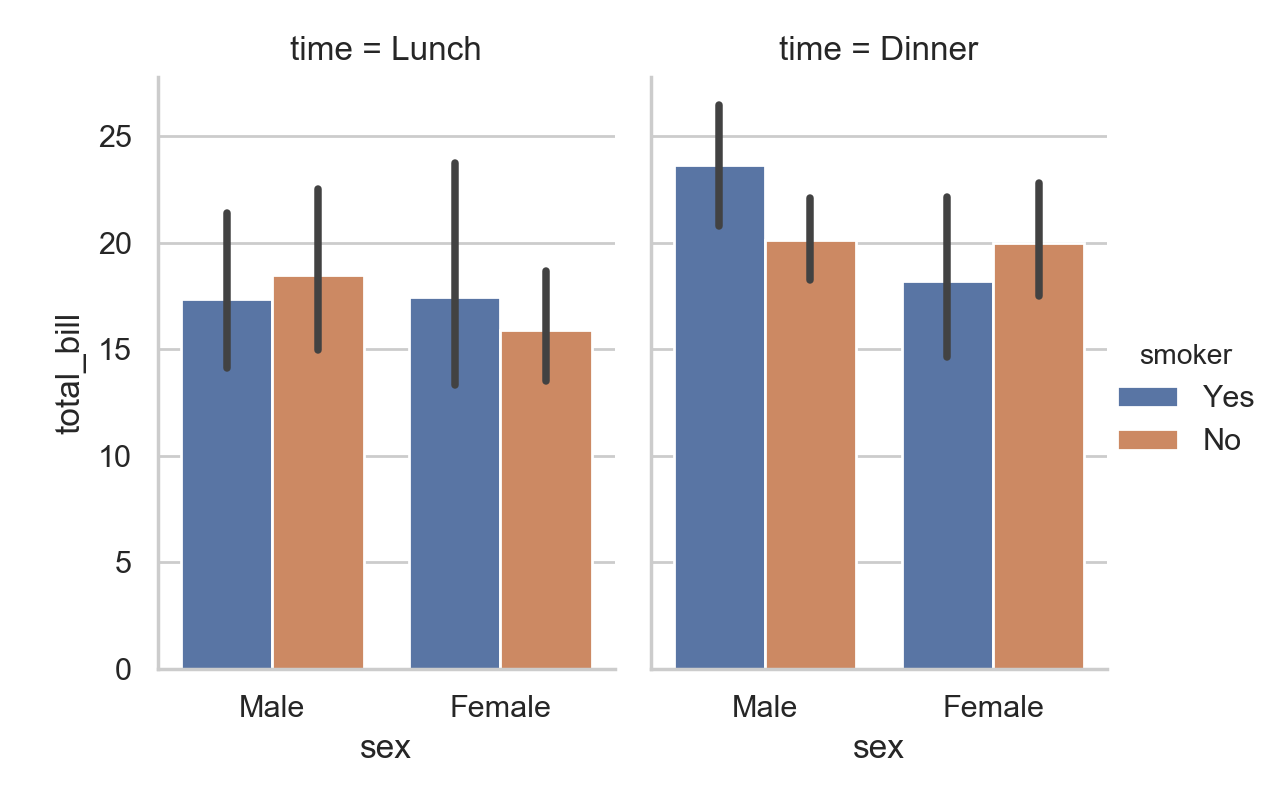 time = Lunch
time = Dinner
total_bill
25
20
15
10
5
0
Male
Female
Male
Female
sex
sex
smoker
Yes
No